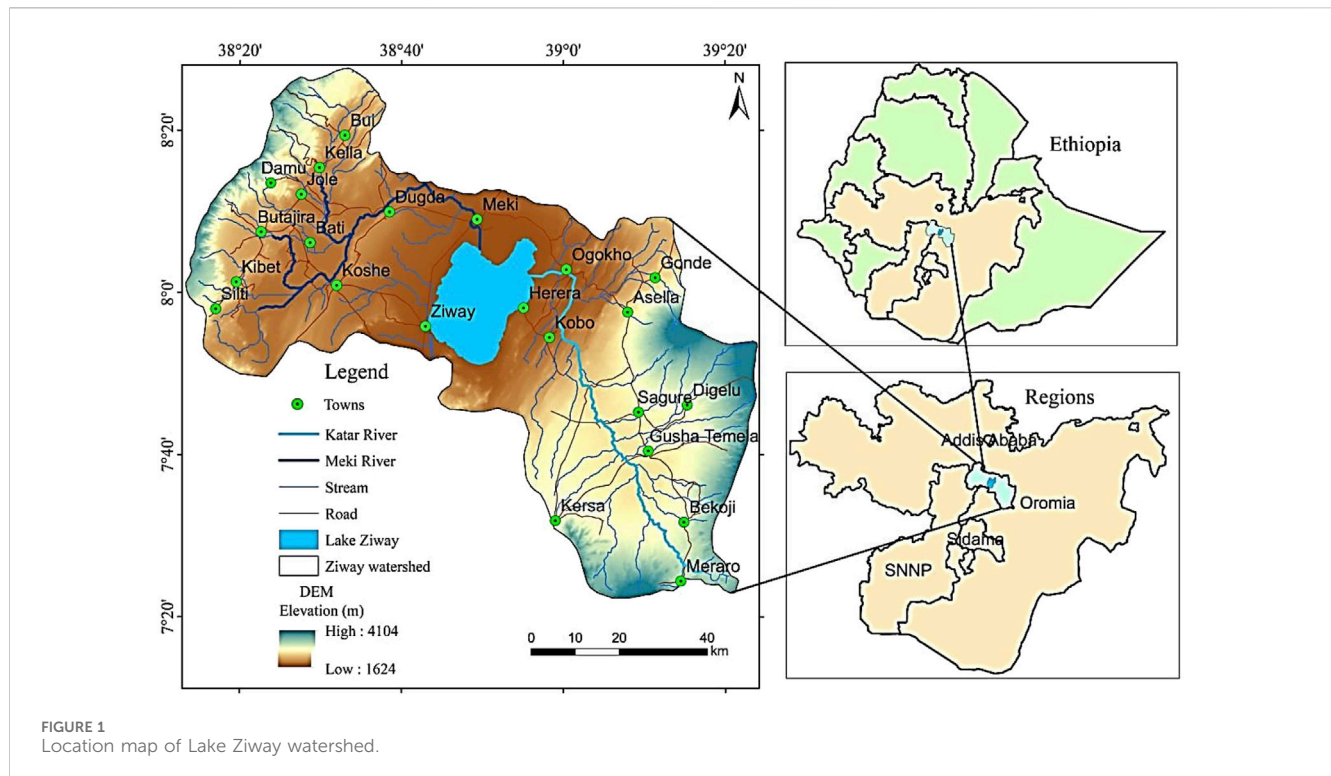 38°20'
38°40'
39°0'
39°20'
N
8°20'
8°0'
7°40'
7°20'
Bui
Kella
Damu
Jole
Dugda
Meki
Butajira
Bati
Ogokho
Gonde
Kibet
Koshe
Herera
Asella
Silti
Ziway
Kobo
Sagure
Digelu
Gusha Temela
Kersa
Bekoji
Meraro
Legend
Towns
Katar River
Meki River
Stream
Road
Lake Ziway
Ziway watershed
DEM
Elevation (m)
High : 4104
Low : 1624
0 10 20 40
km
Ethiopia
Regions
Addis Ababa
Oromia
Sidama
SNNP
FIGURE 1
Location map of Lake Ziway watershed.